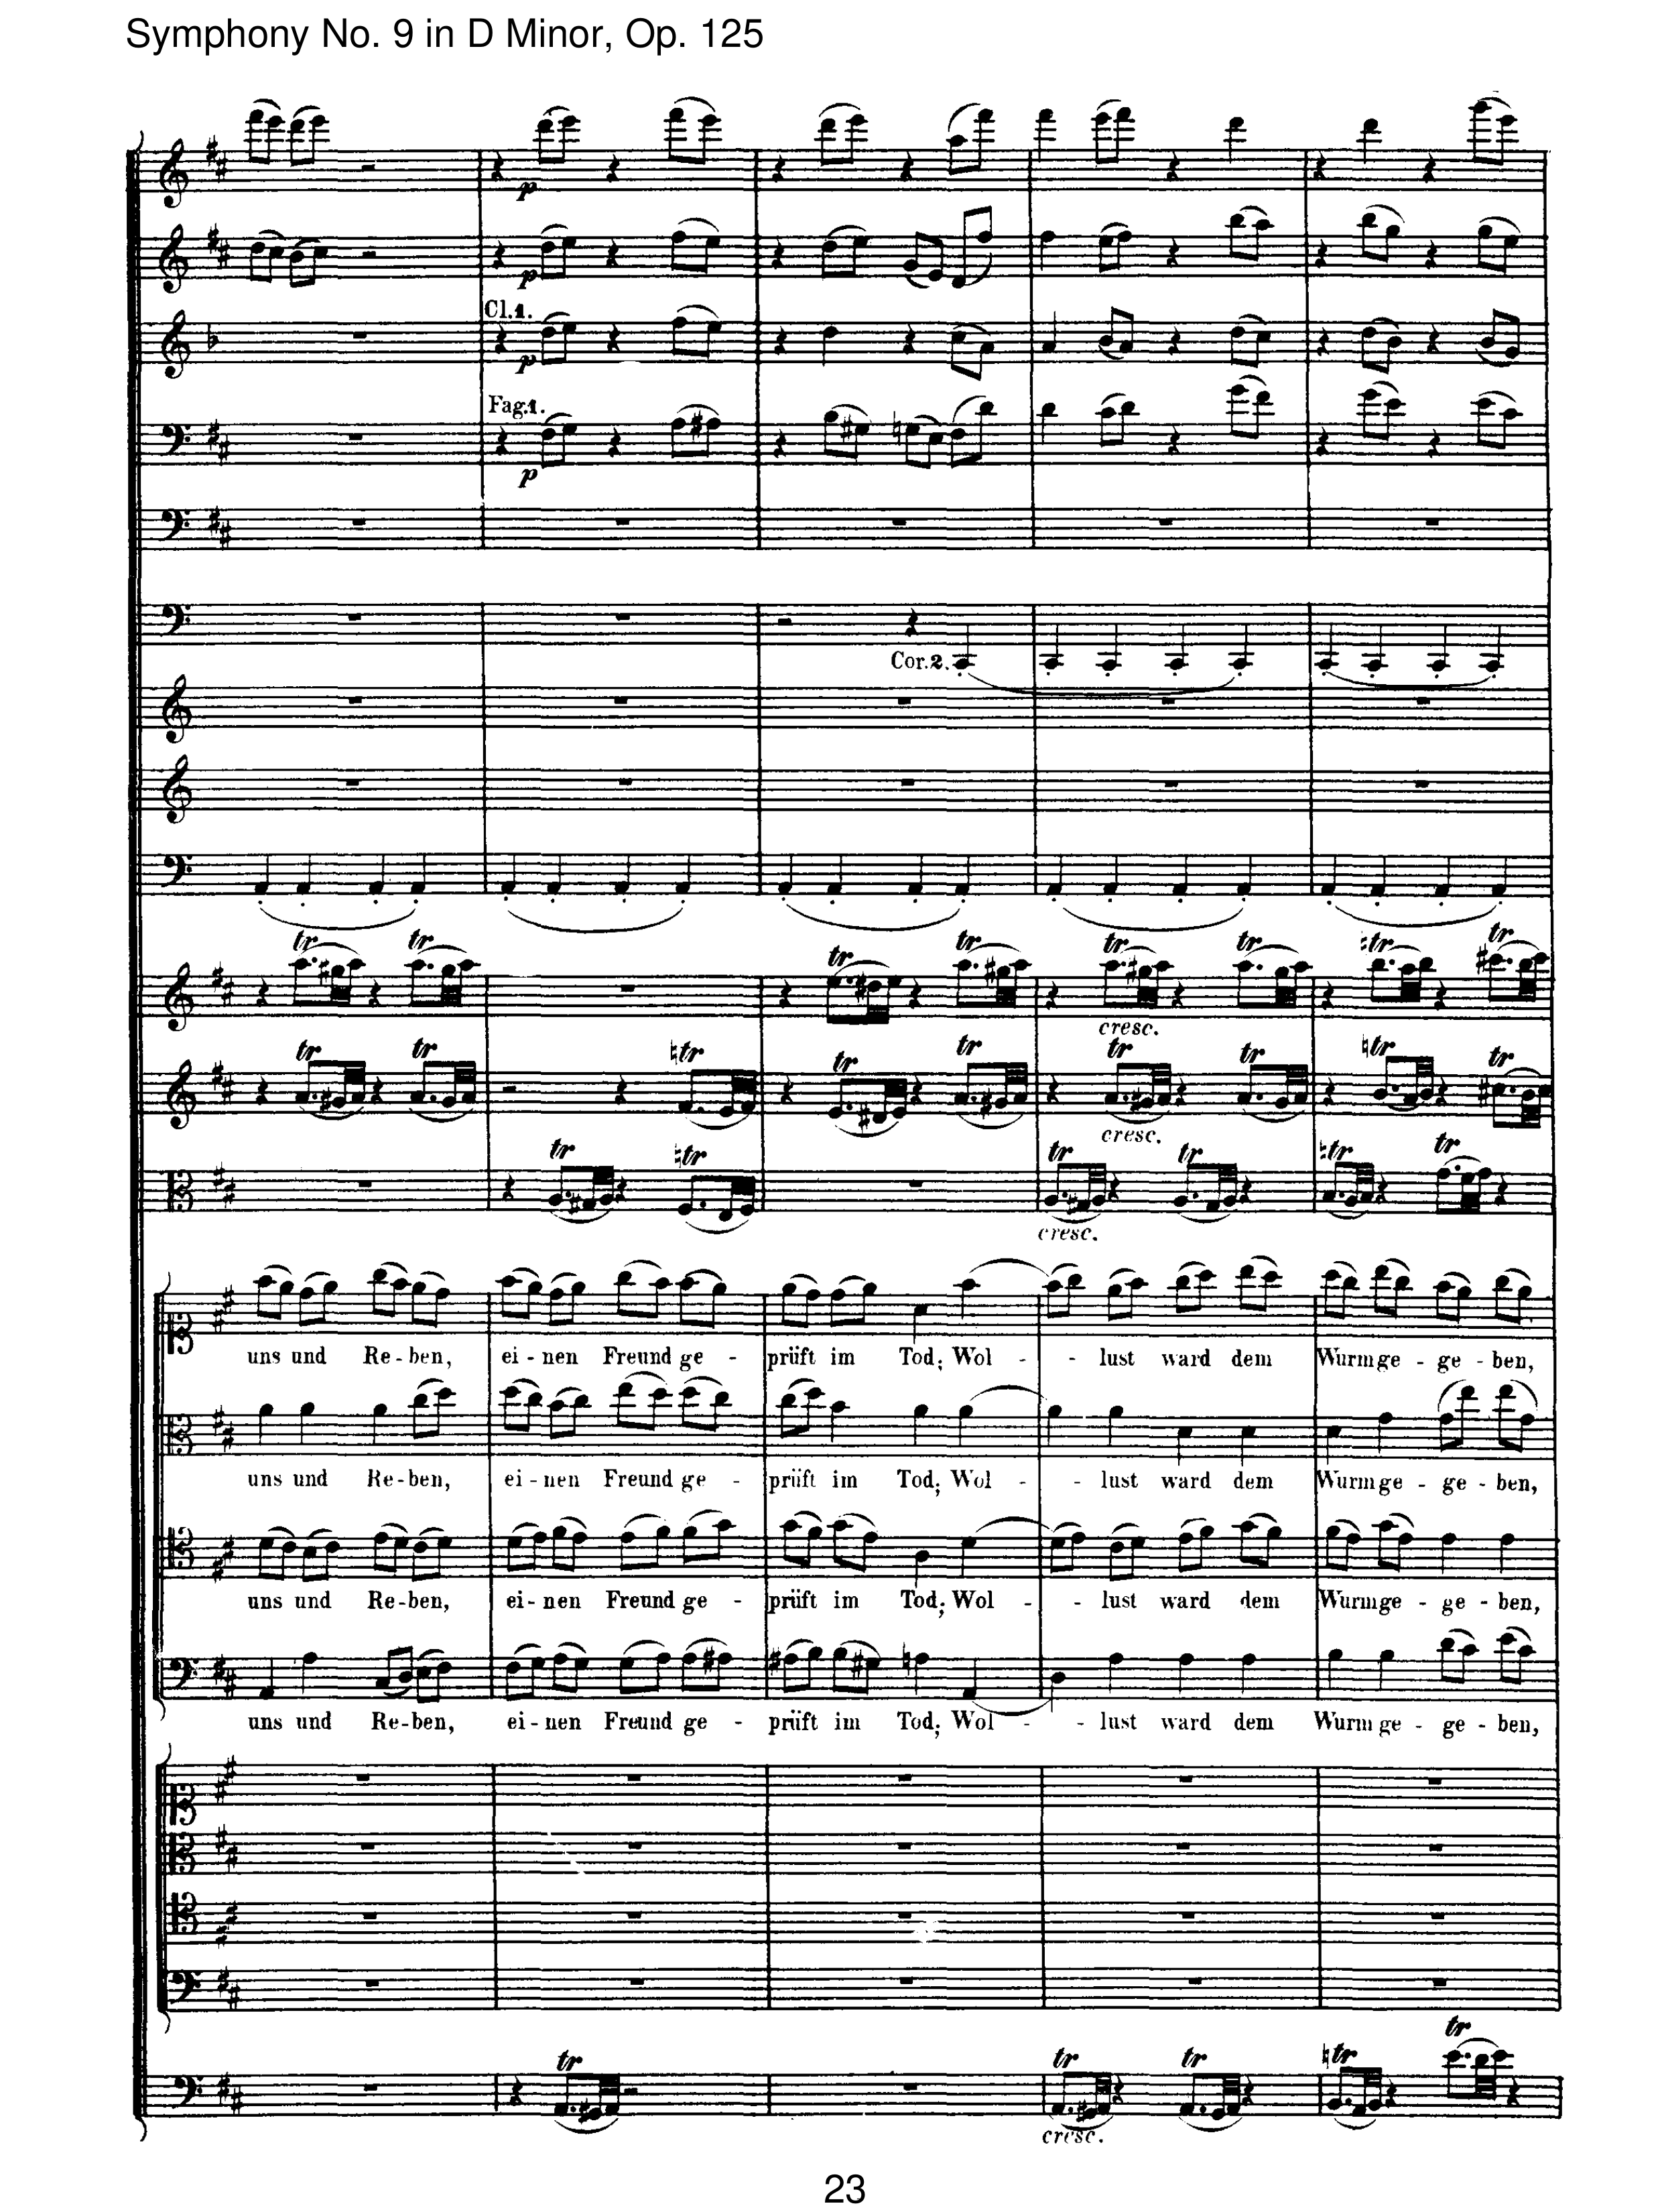 Symphony No. 9 in D Minor, Op. 125
p
p
Cl.1.
p
Fag.1.
p
Cor.2.
tr tr tr tr tr tr tr tr
cresc.
tr tr tr tr tr tr tr tr tr
cresc.
tr tr tr tr tr tr
cresc.
uns und Re - ben, ei - nen Freund ge - prüft im Tod; Wol - - lust ward dem Wurm ge - ge - ben,
uns und Re - ben, ei - nen Freund ge - prüft im Tod; Wol - - lust ward dem Wurm ge - ge - ben,
uns und Re - ben, ei - nen Freund ge - prüft im Tod; Wol - - lust ward dem Wurm ge - ge - ben,
uns und Re - ben, ei - nen Freund ge - prüft im Tod; Wol - - lust ward dem Wurm ge - ge - ben,
tr tr tr tr tr
cresc.
23